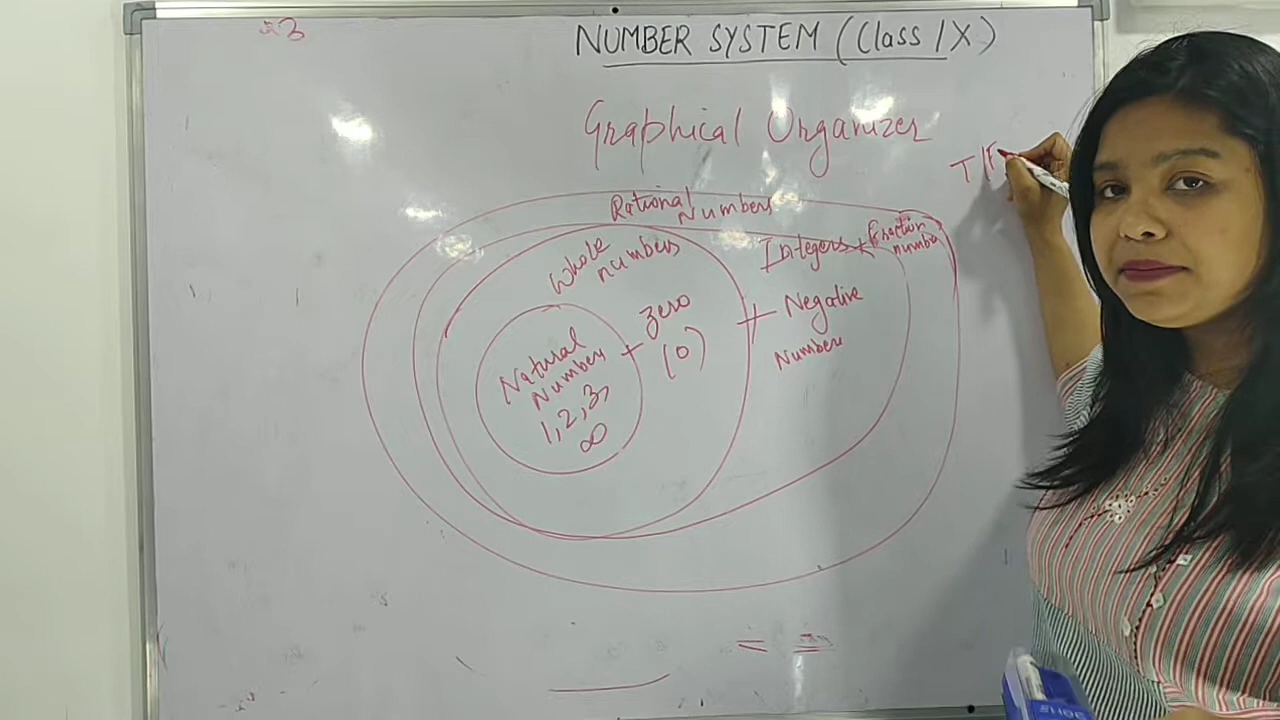 NUMBER SYSTEM (Class IX)
Graphical Organizer
T/F
Rational Numbers
Whole numbers
Integers + Fraction number
Natural Numbers
1, 2, 3,
∞
+ zero
(0)
+ Negative
Numbers
= =